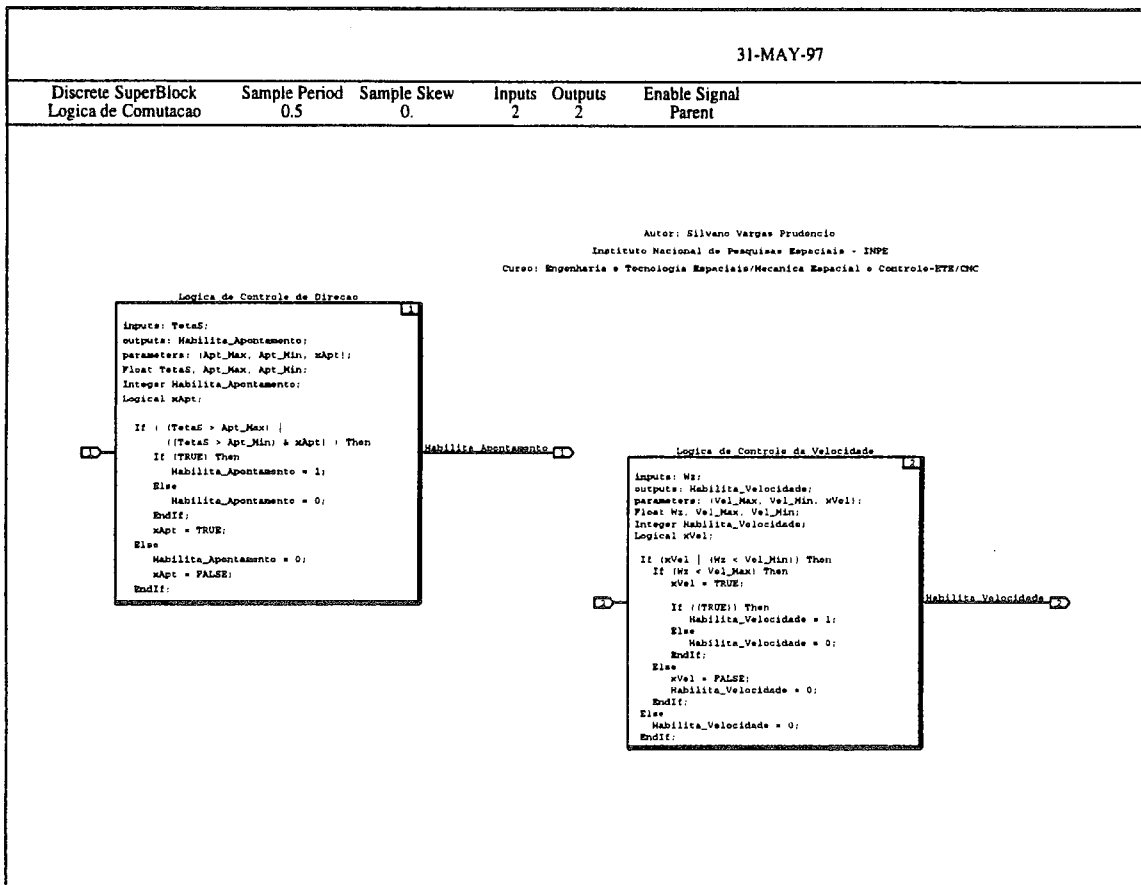 31-MAY-97
Discrete SuperBlock Sample Period Sample Skew Inputs Outputs Enable Signal
Logica de Comutacao 0.5 0. 2 2 Parent
Autor: Silvano Vargas Prudencio
Instituto Nacional de Pesquisas Espaciais - INPE
Curso: Engenharia e Tecnologia Espaciais/Mecanica Espacial e Controle-ETE/CMC
Logica de Controle de Direcao
1
inputs: TetaS;
outputs: Habilita_Apontamento;
parameters: (Apt_Max, Apt_Min, xApt);
Float TetaS, Apt_Max, Apt_Min;
Integer Habilita_Apontamento;
Logical xApt;
If ( (TetaS > Apt_Max) |
((TetaS > Apt_Min) & xApt) ) Then
If (TRUE) Then
Habilita_Apontamento = 1;
Else
Habilita_Apontamento = 0;
EndIf;
xApt = TRUE;
Else
Habilita_Apontamento = 0;
xApt = FALSE;
EndIf;
1
Habilita Apontamento 1
Logica de Controle da Velocidade
2
inputs: Wz;
outputs: Habilita_Velocidade;
parameters: (Vel_Max, Vel_Min, xVel);
Float Wz, Vel_Max, Vel_Min;
Integer Habilita_Velocidade;
Logical xVel;
If (xVel | (Wz < Vel_Min)) Then
If (Wz < Vel_Max) Then
xVel = TRUE;
If ((TRUE)) Then
Habilita_Velocidade = 1;
Else
Habilita_Velocidade = 0;
EndIf;
Else
xVel = FALSE;
Habilita_Velocidade = 0;
EndIf;
Else
Habilita_Velocidade = 0;
EndIf;
2
Habilita Velocidade 2